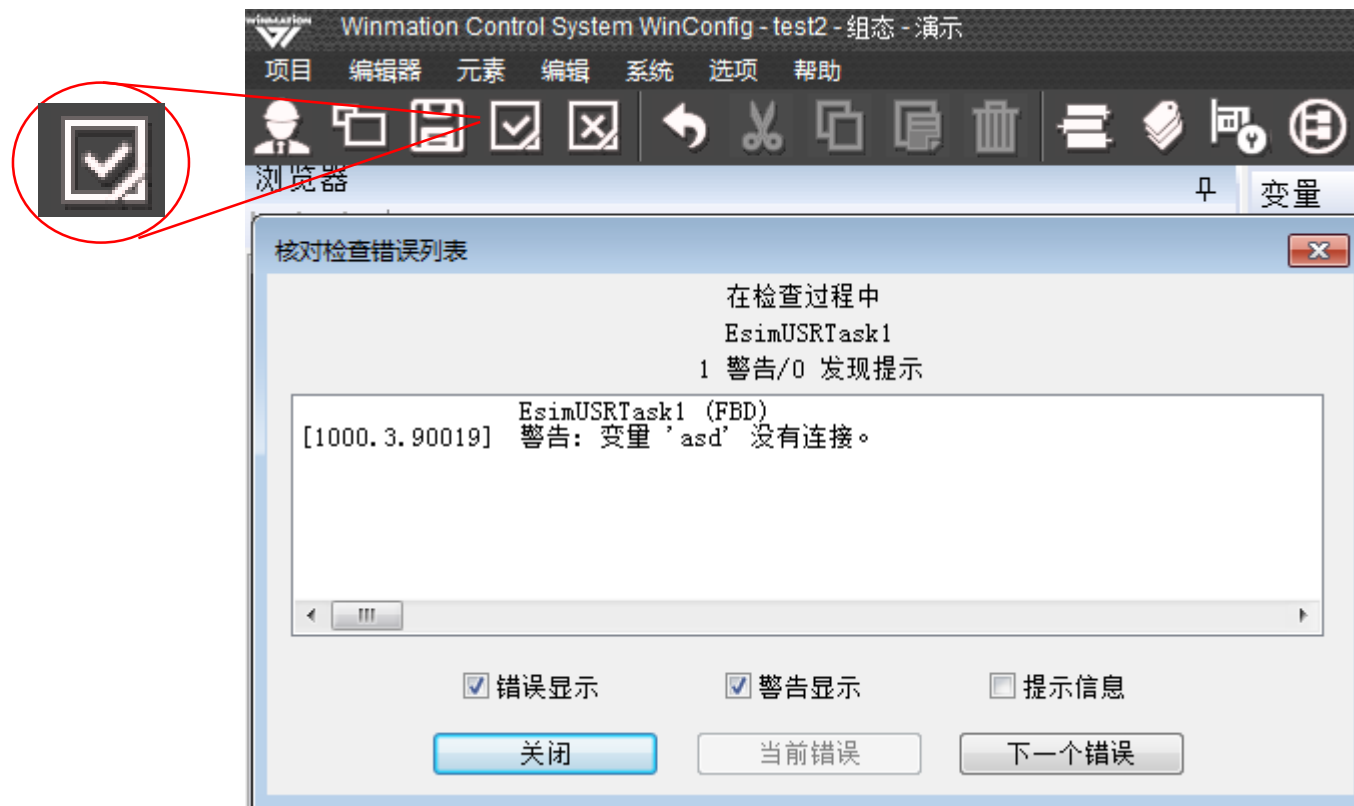 WINMATION
Winmation Control System WinConfig - test2 - 组态 - 演示
项目 编辑器 元素 编辑 系统 选项 帮助
浏览器
变量
核对检查错误列表
在检查过程中
EsimUSRTask1
1 警告/0 发现提示
EsimUSRTask1 (FBD)
[1000.3.90019] 警告: 变量 'asd' 没有连接。
错误显示 警告显示 提示信息
关闭 当前错误 下一个错误